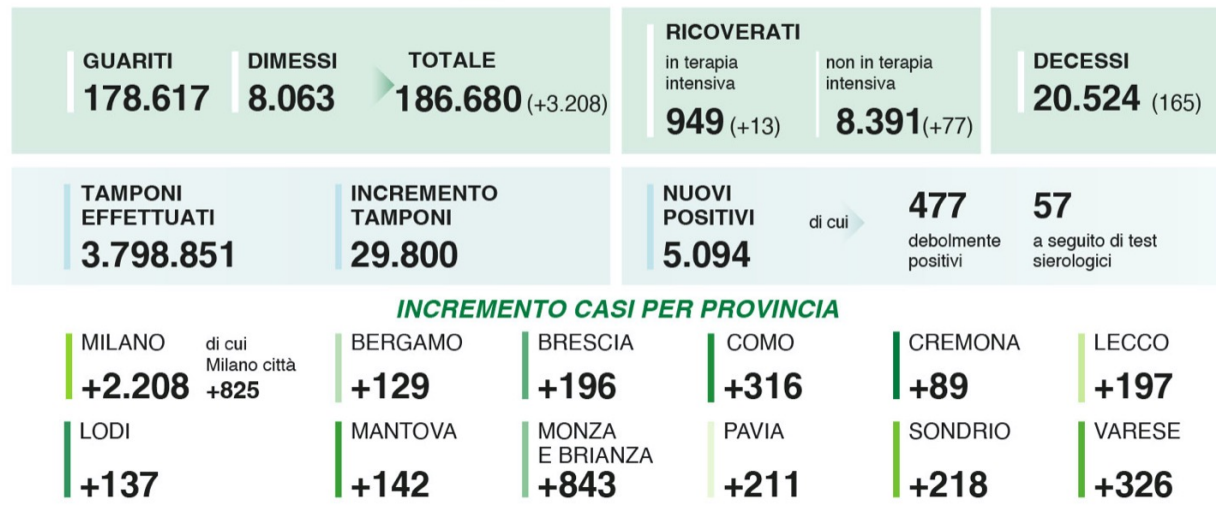 GUARITI
178.617
DIMESSI
8.063
TOTALE
186.680 (+3.208)
RICOVERATI
in terapia
intensiva
949 (+13)
non in terapia
intensiva
8.391(+77)
DECESSI
20.524 (165)
TAMPONI
EFFETTUATI
3.798.851
INCREMENTO
TAMPONI
29.800
NUOVI
POSITIVI
5.094
di cui
477
debolmente
positivi
57
a seguito di test
sierologici
INCREMENTO CASI PER PROVINCIA
MILANO
+2.208
di cui
Milano città
+825
BERGAMO
+129
BRESCIA
+196
COMO
+316
CREMONA
+89
LECCO
+197
LODI
+137
MANTOVA
+142
MONZA
E BRIANZA
+843
PAVIA
+211
SONDRIO
+218
VARESE
+326